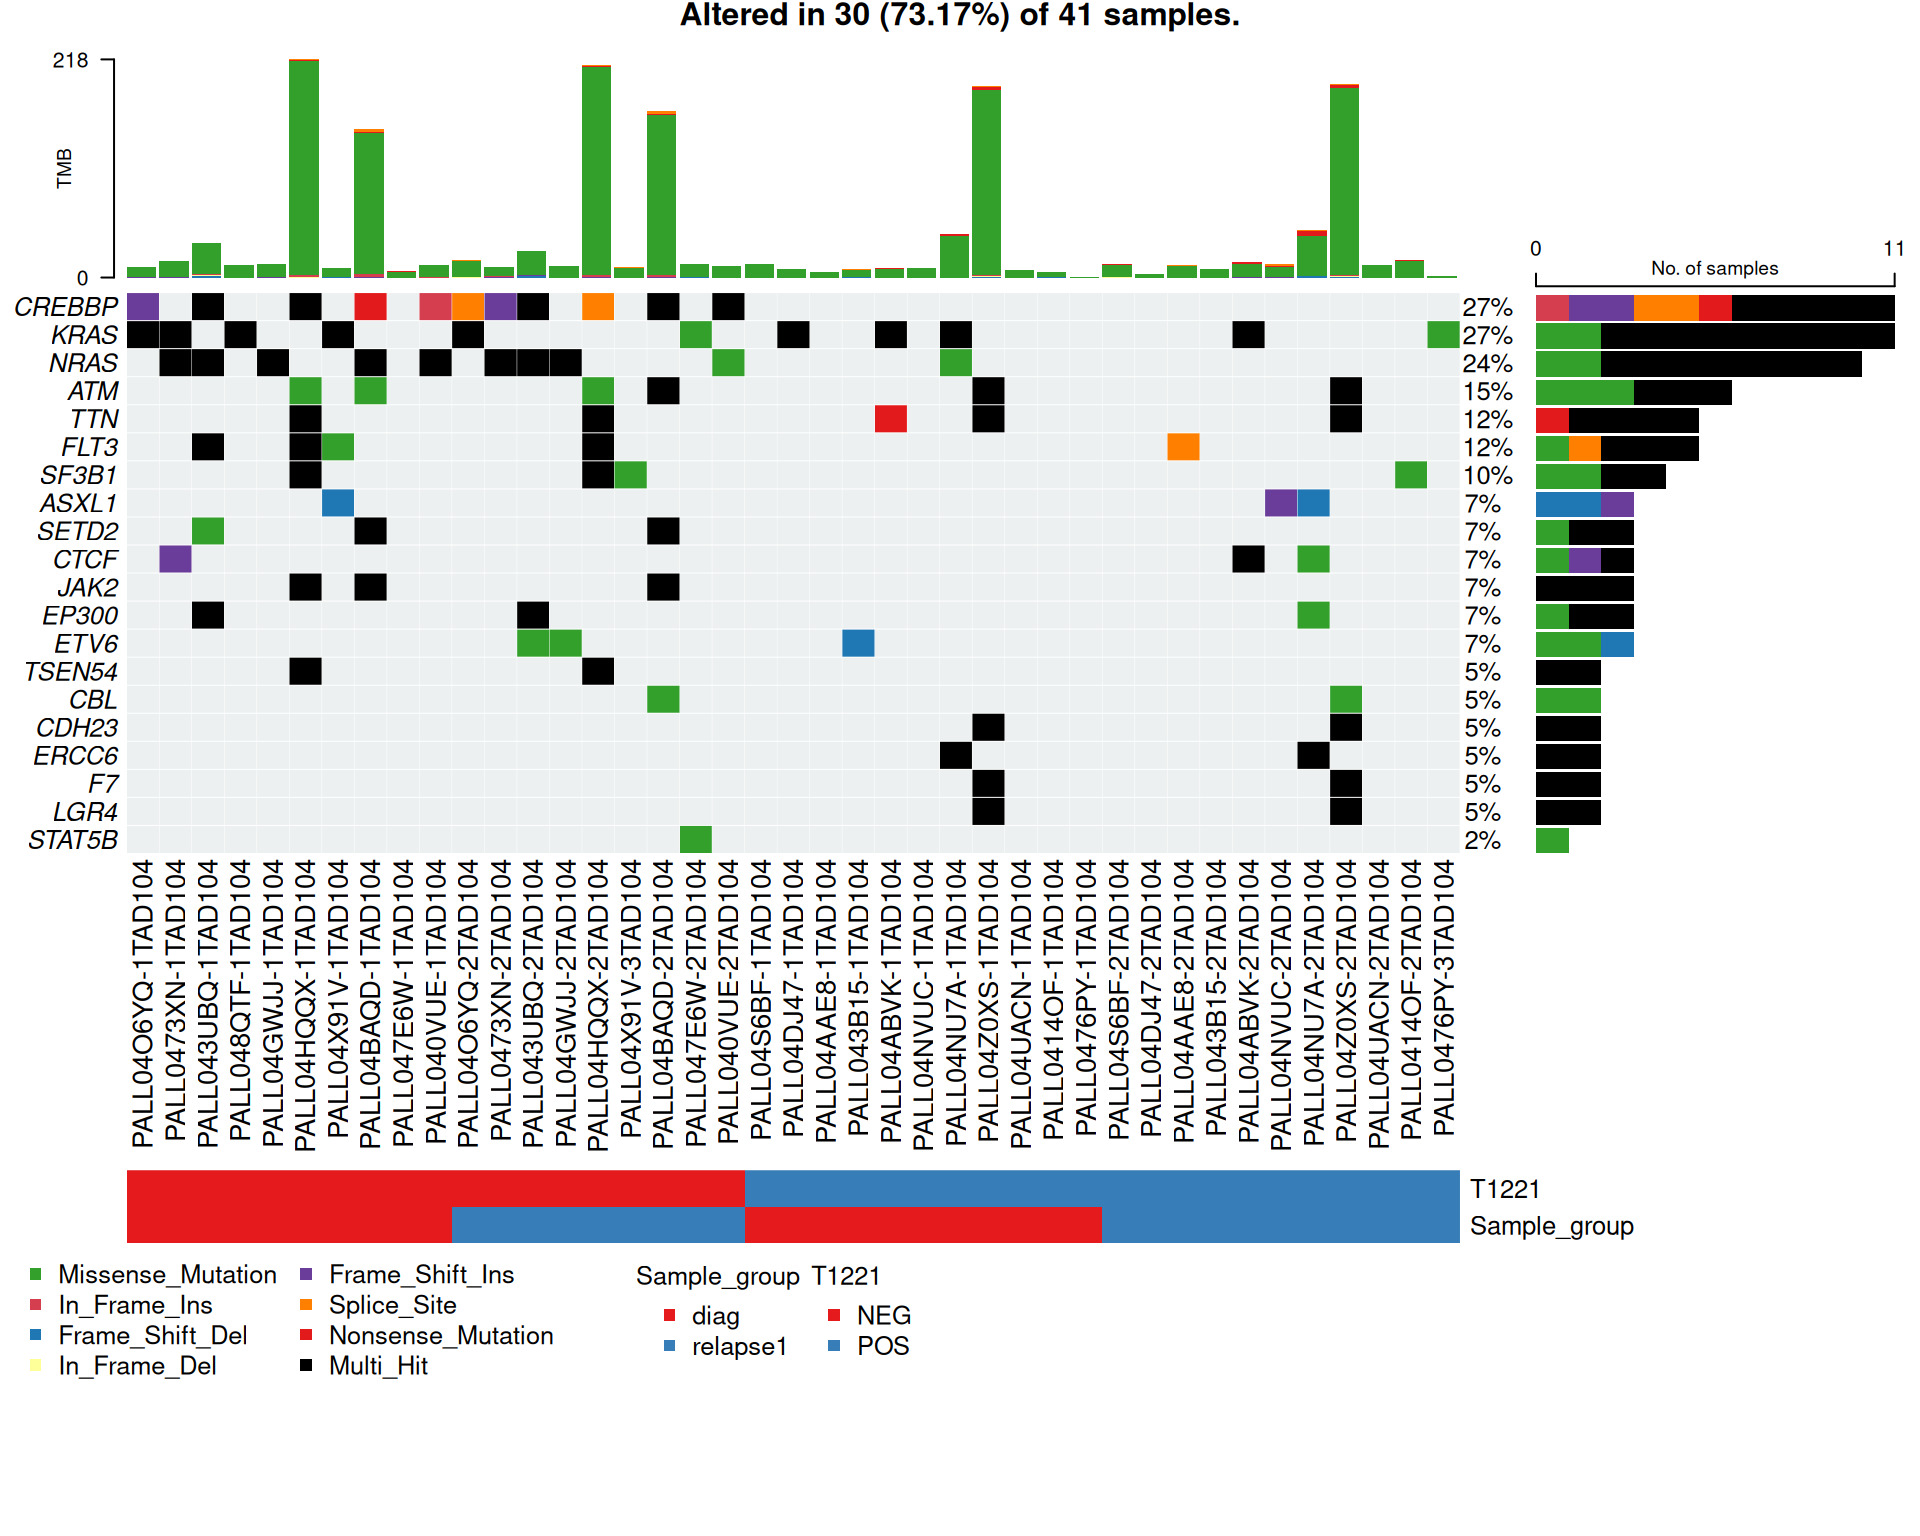 Altered in 30 (73.17%) of 41 samples.
218
TMB
0
0
11
No. of samples
CREBBP 27%
KRAS 27%
NRAS 24%
ATM 15%
TTN 12%
FLT3 12%
SF3B1 10%
ASXL1 7%
SETD2 7%
CTCF 7%
JAK2 7%
EP300 7%
ETV6 7%
TSEN54 5%
CBL 5%
CDH23 5%
ERCC6 5%
F7 5%
LGR4 5%
STAT5B 2%
PALL04O6YQ-1TAD104
PALL0473XN-1TAD104
PALL043UBQ-1TAD104
PALL048QTF-1TAD104
PALL04GWJJ-1TAD104
PALL04HQQX-1TAD104
PALL04X91V-1TAD104
PALL04BAQD-1TAD104
PALL047E6W-1TAD104
PALL040VUE-1TAD104
PALL04O6YQ-2TAD104
PALL0473XN-2TAD104
PALL043UBQ-2TAD104
PALL04GWJJ-2TAD104
PALL04HQQX-2TAD104
PALL04X91V-3TAD104
PALL04BAQD-2TAD104
PALL047E6W-2TAD104
PALL040VUE-2TAD104
PALL04S6BF-1TAD104
PALL04DJ47-1TAD104
PALL04AAE8-1TAD104
PALL043B15-1TAD104
PALL04ABVK-1TAD104
PALL04NVUC-1TAD104
PALL04NU7A-1TAD104
PALL04Z0XS-1TAD104
PALL04UACN-1TAD104
PALL0414OF-1TAD104
PALL0476PY-1TAD104
PALL04S6BF-2TAD104
PALL04DJ47-2TAD104
PALL04AAE8-2TAD104
PALL043B15-2TAD104
PALL04ABVK-2TAD104
PALL04NVUC-2TAD104
PALL04NU7A-2TAD104
PALL04Z0XS-2TAD104
PALL04UACN-2TAD104
PALL0414OF-2TAD104
PALL0476PY-3TAD104
T1221
Sample_group
Missense_Mutation
In_Frame_Ins
Frame_Shift_Del
In_Frame_Del
Frame_Shift_Ins
Splice_Site
Nonsense_Mutation
Multi_Hit
Sample_group
diag
relapse1
T1221
NEG
POS